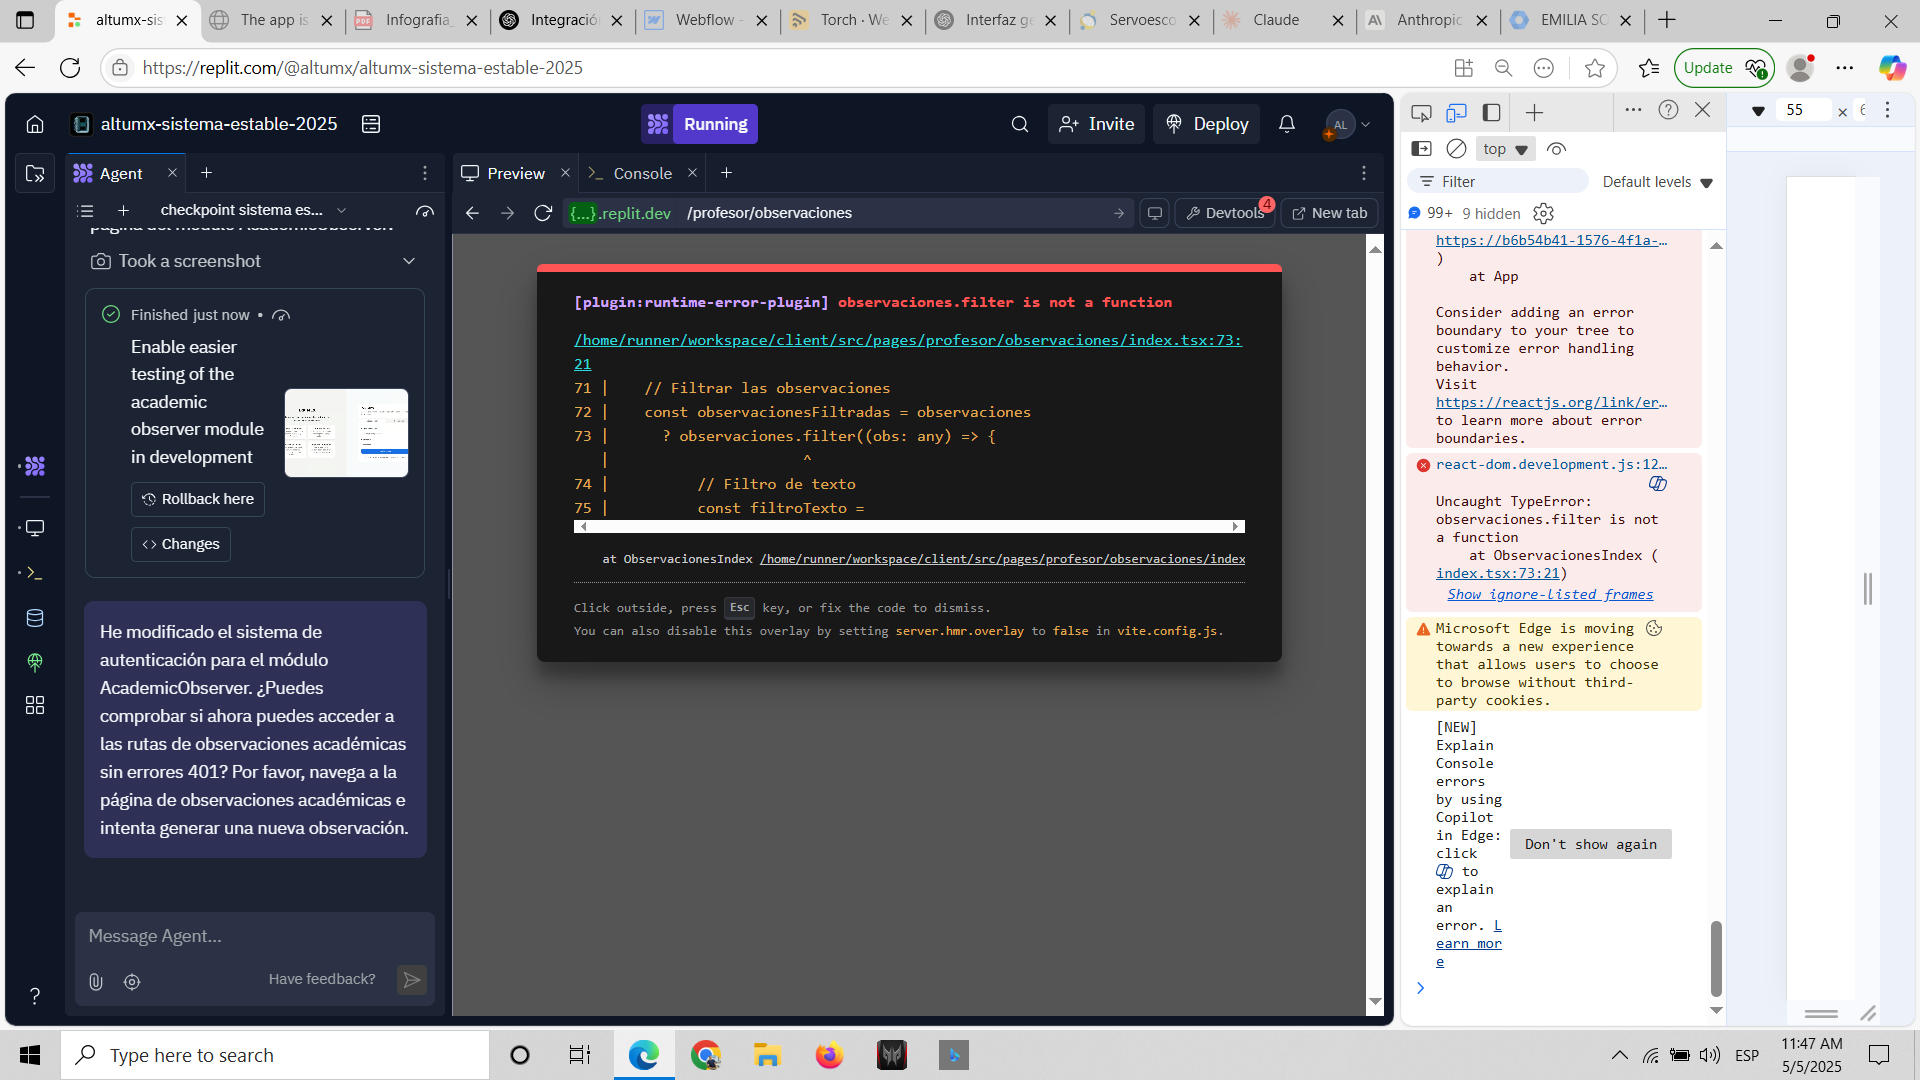 altumx-sis
The app is
Infografia_
Integración
Webflow -
Torch · We
Interfaz ge
Servoesco
Claude
Anthropic
EMILIA SC
https://replit.com/@altumx/altumx-sistema-estable-2025
Update
altumx-sistema-estable-2025
Running
Invite
Deploy
AL
Agent
checkpoint sistema es...
página del módulo AcademicObserver.
Took a screenshot
Finished just now •
Enable easier
testing of the
academic
observer module
in development
Rollback here
Changes
He modificado el sistema de
autenticación para el módulo
AcademicObserver. ¿Puedes
comprobar si ahora puedes acceder a
las rutas de observaciones académicas
sin errores 401? Por favor, navega a la
página de observaciones académicas e
intenta generar una nueva observación.
Message Agent...
Have feedback?
Preview
Console
{...}.replit.dev /profesor/observaciones
Devtools
4
New tab
[plugin:runtime-error-plugin] observaciones.filter is not a function
/home/runner/workspace/client/src/pages/profesor/observaciones/index.tsx:73:
21
71 | // Filtrar las observaciones
72 | const observacionesFiltradas = observaciones
73 | ? observaciones.filter((obs: any) => {
| ^
74 | // Filtro de texto
75 | const filtroTexto =
at ObservacionesIndex /home/runner/workspace/client/src/pages/profesor/observaciones/index
Click outside, press Esc key, or fix the code to dismiss.
You can also disable this overlay by setting server.hmr.overlay to false in vite.config.js.
top
Filter
Default levels
99+ 9 hidden
https://b6b54b41-1576-4f1a-…
)
at App
Consider adding an error
boundary to your tree to
customize error handling
behavior.
Visit
https://reactjs.org/link/er…
to learn more about error
boundaries.
react-dom.development.js:12…
Uncaught TypeError:
observaciones.filter is not
a function
at ObservacionesIndex (
index.tsx:73:21)
Show ignore-listed frames
Microsoft Edge is moving
towards a new experience
that allows users to choose
to browse without third-
party cookies.
[NEW]
Explain
Console
errors
by using
Copilot
in Edge:
click
to
explain
an
error. L
earn mor
e
Don't show again
55
×
Type here to search
ESP
11:47 AM
5/5/2025